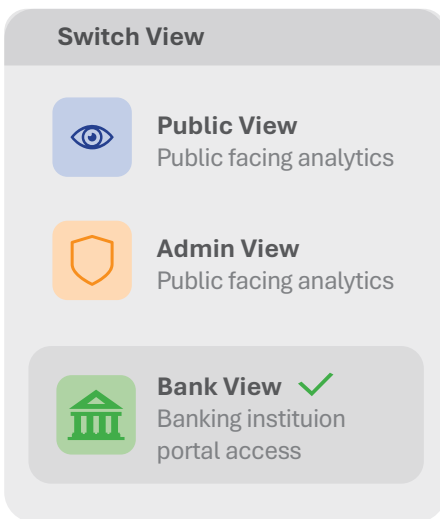 Switch View
Public View
Public facing analytics
Admin View
Public facing analytics
Bank View
Banking instituion
portal access